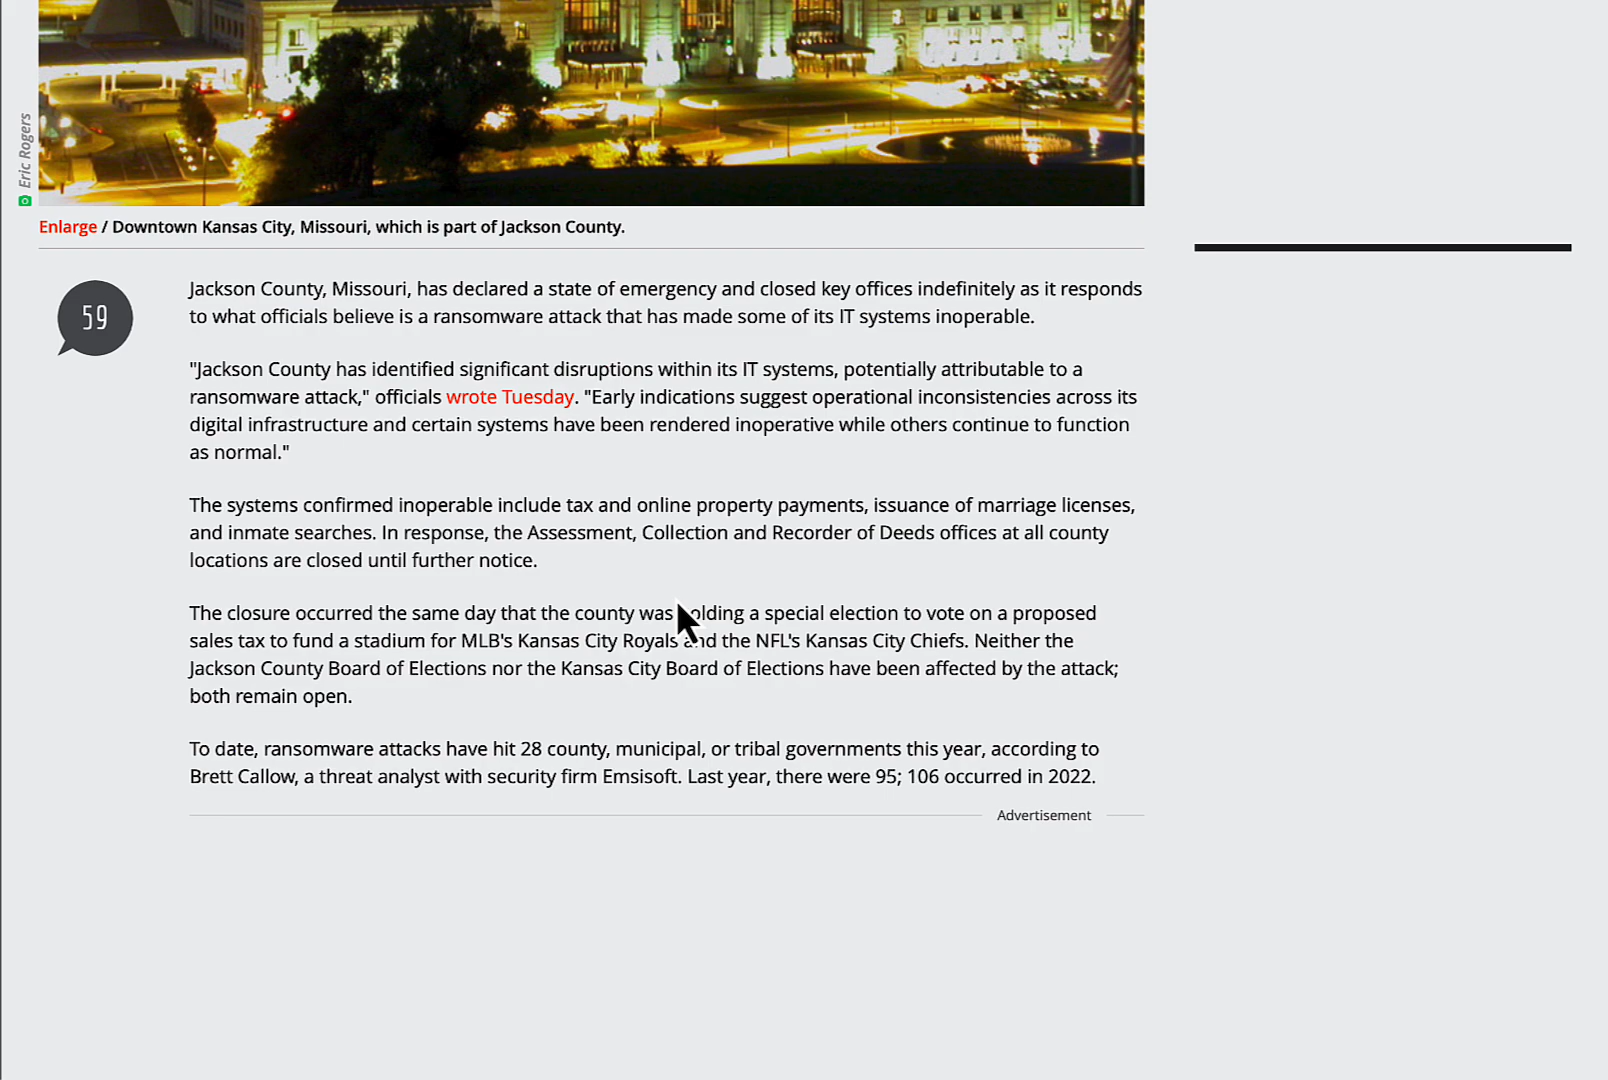 Eric Rogers
Enlarge / Downtown Kansas City, Missouri, which is part of Jackson County.
59
Jackson County, Missouri, has declared a state of emergency and closed key offices indefinitely as it responds
to what officials believe is a ransomware attack that has made some of its IT systems inoperable.
"Jackson County has identified significant disruptions within its IT systems, potentially attributable to a
ransomware attack," officials wrote Tuesday. "Early indications suggest operational inconsistencies across its
digital infrastructure and certain systems have been rendered inoperative while others continue to function
as normal."
The systems confirmed inoperable include tax and online property payments, issuance of marriage licenses,
and inmate searches. In response, the Assessment, Collection and Recorder of Deeds offices at all county
locations are closed until further notice.
The closure occurred the same day that the county was holding a special election to vote on a proposed
sales tax to fund a stadium for MLB's Kansas City Royals and the NFL's Kansas City Chiefs. Neither the
Jackson County Board of Elections nor the Kansas City Board of Elections have been affected by the attack;
both remain open.
To date, ransomware attacks have hit 28 county, municipal, or tribal governments this year, according to
Brett Callow, a threat analyst with security firm Emsisoft. Last year, there were 95; 106 occurred in 2022.
Advertisement